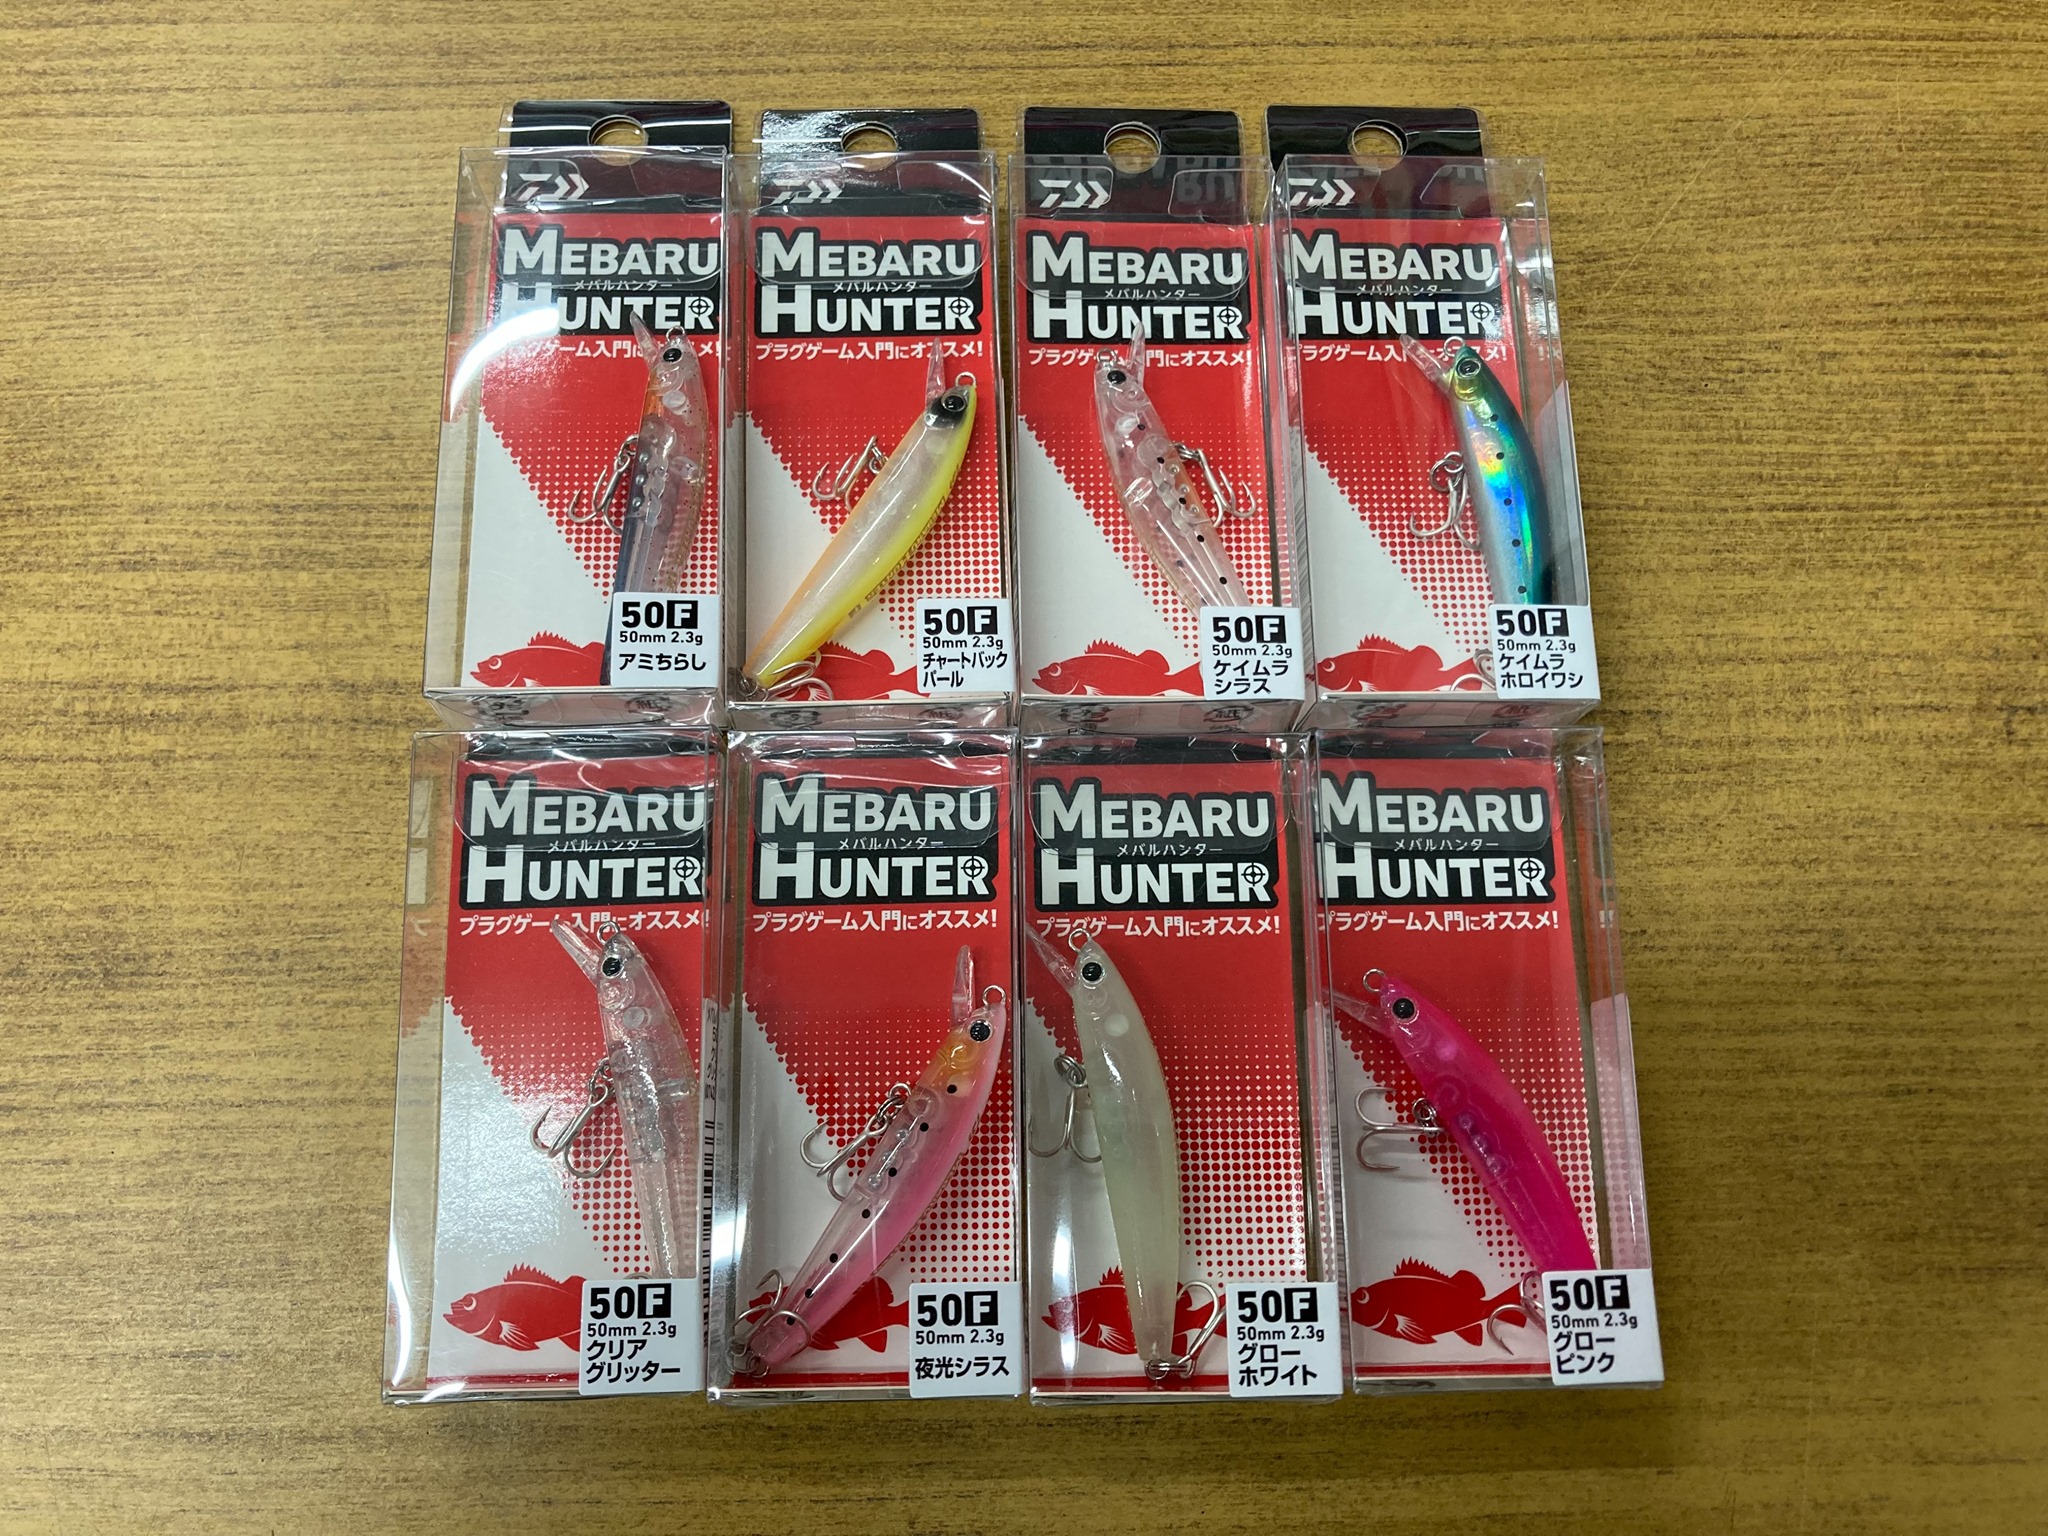 MEBARU
メバルハンター
HUNTER
プラグゲーム入門にオススメ!
50F
50mm 2.3g
アミちらし
MEBARU
メバルハンター
HUNTER
プラグゲーム入門にオススメ!
50F
50mm 2.3g
チャートバック
パール
MEBARU
メバルハンター
HUNTER
プラグゲーム入門にオススメ!
50F
50mm 2.3g
ケイムラ
シラス
MEBARU
メバルハンター
HUNTER
プラグゲーム入門にオススメ!
50F
50mm 2.3g
ケイムラ
ホロイワシ
MEBARU
メバルハンター
HUNTER
プラグゲーム入門にオススメ!
50F
50mm 2.3g
クリア
グリッター
MEBARU
メバルハンター
HUNTER
プラグゲーム入門にオススメ!
50F
50mm 2.3g
夜光シラス
MEBARU
メバルハンター
HUNTER
プラグゲーム入門にオススメ!
50F
50mm 2.3g
グロー
ホワイト
MEBARU
メバルハンター
HUNTER
プラグゲーム入門にオススメ!
50F
50mm 2.3g
グロー
ピンク